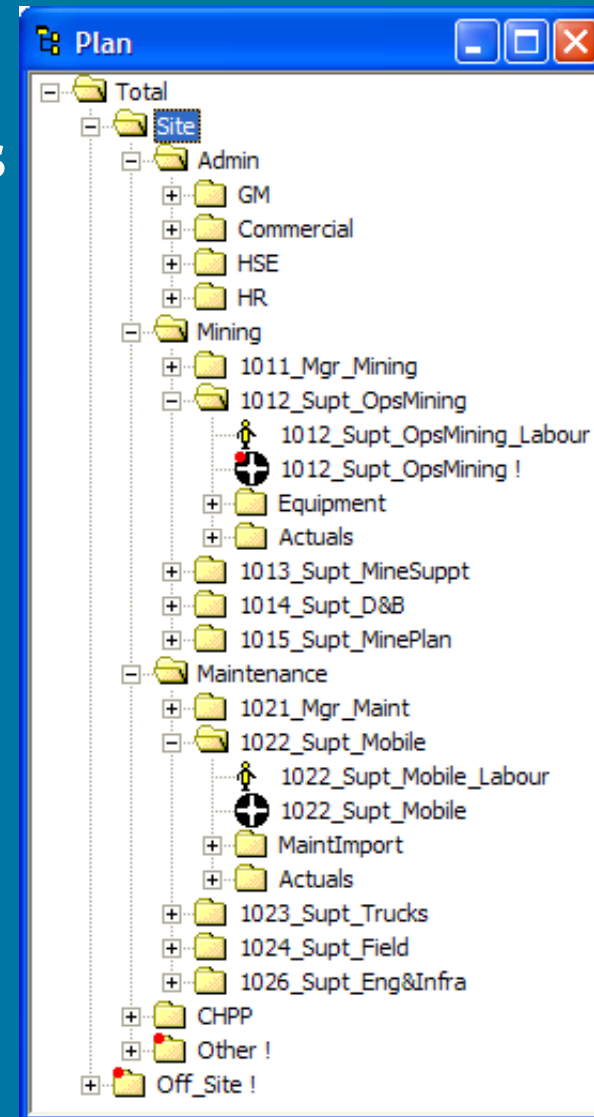 Plan
Total
Site
Admin
GM
Commercial
HSE
HR
Mining
1011_Mgr_Mining
1012_Supt_OpsMining
1012_Supt_OpsMining_Labour
1012_Supt_OpsMining !
Equipment
Actuals
1013_Supt_MineSuppt
1014_Supt_D&B
1015_Supt_MinePlan
Maintenance
1021_Mgr_Maint
1022_Supt_Mobile
1022_Supt_Mobile_Labour
1022_Supt_Mobile
MaintImport
Actuals
1023_Supt_Trucks
1024_Supt_Field
1026_Supt_Eng&Infra
CHPP
Other !
Off_Site !